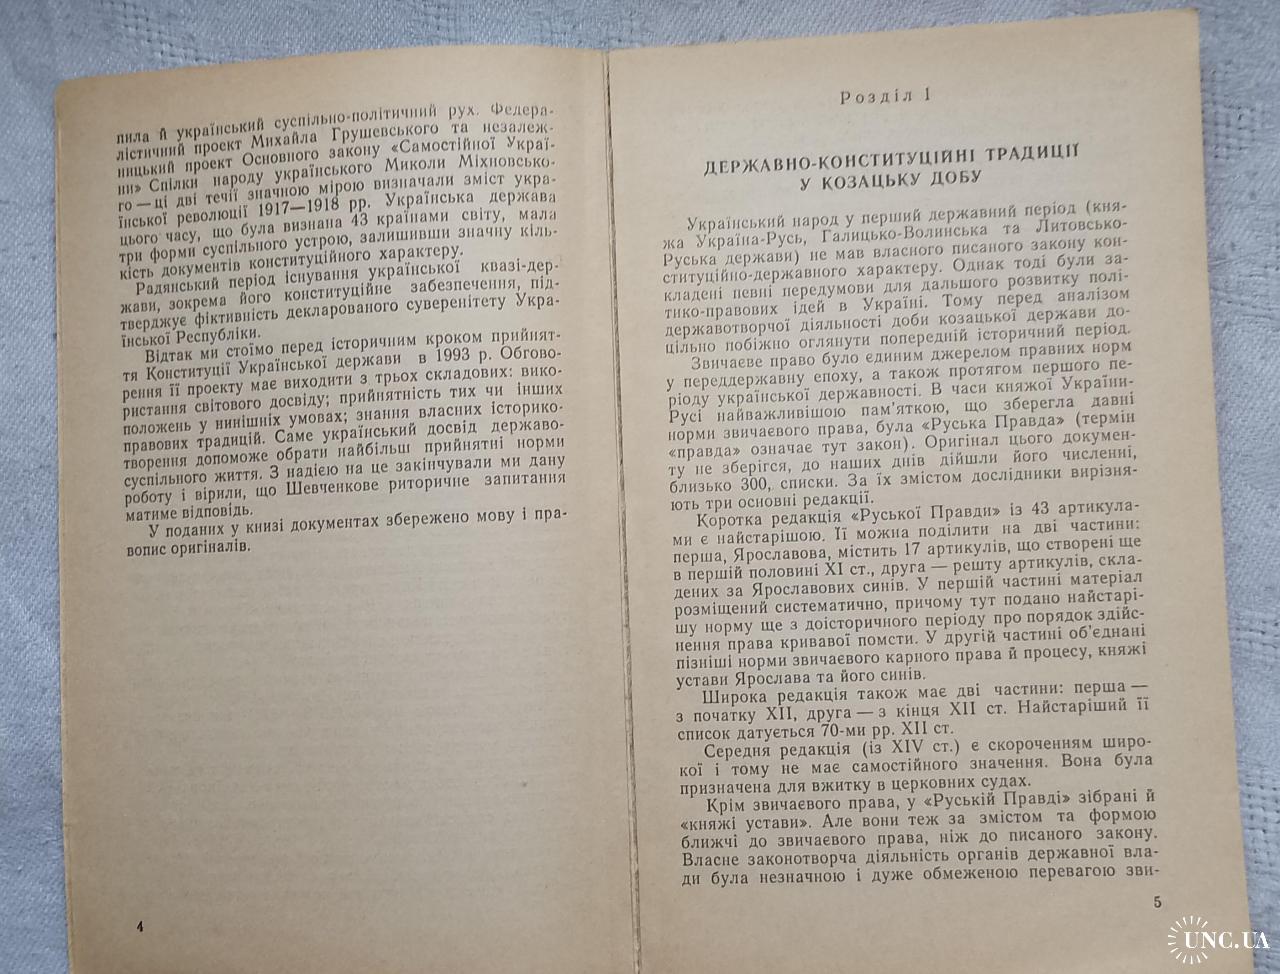 пила й український суспільно-політичний рух. Федера-
лістичний проект Михайла Грушевського та незалеж-
ницький проект Основного закону «Самостійної Украї-
ни» Спілки народу українського Миколи Міхновсько-
го — ці дві течії значною мірою визначали зміст укра-
їнської революції 1917—1918 рр. Українська держава
цього часу, що була визнана 43 країнами світу, мала
три форми суспільного устрою, залишивши значну кіль-
кість документів конституційного характеру.
Радянський період існування української квазі-дер-
жави, зокрема його конституційне забезпечення, під-
тверджує фіктивність декларованого суверенітету Укра-
їнської Республіки.
Відтак ми стоїмо перед історичним кроком прийнят-
тя Конституції Української держави в 1993 р. Обгово-
рення її проекту має виходити з трьох складових: вико-
ристання світового досвіду; прийнятність тих чи інших
положень у нинішніх умовах; знання власних історико-
правових традицій. Саме український досвід державо-
творення допоможе обрати найбільш прийнятні норми
суспільного життя. З надією на це закінчували ми дану
роботу і вірили, що Шевченкове риторичне запитання
матиме відповідь.
У поданих у книзі документах збережено мову і пра-
вопис оригіналів.
4
Розділ 1
ДЕРЖАВНО-КОНСТИТУЦІЙНІ ТРАДИЦІЇ
У КОЗАЦЬКУ ДОБУ
Український народ у перший державний період (кня-
жа Україна-Русь, Галицько-Волинська та Литовсько-
Руська держави) не мав власного писаного закону кон-
ституційно-державного характеру. Однак тоді були за-
кладені певні передумови для дальшого розвитку полі-
тико-правових ідей в Україні. Тому перед аналізом
державотворчої діяльності доби козацької держави до-
цільно побіжно оглянути попередній історичний період.
Звичаєве право було єдиним джерелом правних норм
у переддержавну епоху, а також протягом першого пе-
ріоду української державності. В часи княжої України-
Русі найважливішою пам’яткою, що зберегла давні
норми звичаєвого права, була «Руська Правда» (термін
«правда» означає тут закон). Оригінал цього докумен-
ту не зберігся, до наших днів дійшли його численні,
близько 300, списки. За їх змістом дослідники вирізня-
ють три основні редакції.
Коротка редакція «Руської Правди» із 43 артикула-
ми є найстарішою. Її можна поділити на дві частини:
перша, Ярославова, містить 17 артикулів, що створені ще
в першій половині XI ст., друга — решту артикулів, скла-
дених за Ярославових синів. У першій частині матеріал
розміщений систематично, причому тут подано найстарі-
шу норму ще з доісторичного періоду про порядок здійс-
нення права кривавої помсти. У другій частині об’єднані
пізніші норми звичаєвого карного права й процесу, княжі
устави Ярослава та його синів.
Широка редакція також має дві частини: перша —
з початку XII, друга — з кінця XII ст. Найстаріший її
список датується 70-ми рр. XII ст.
Середня редакція (із XIV ст.) є скороченням широ-
кої і тому не має самостійного значення. Вона була
призначена для вжитку в церковних судах.
Крім звичаєвого права, у «Руській Правді» зібрані й
«княжі устави». Але вони теж за змістом та формою
ближчі до звичаєвого права, ніж до писаного закону.
Власне законотворча діяльність органів державної вла-
ди була незначною і дуже обмеженою перевагою зви-
5
UNC.UA